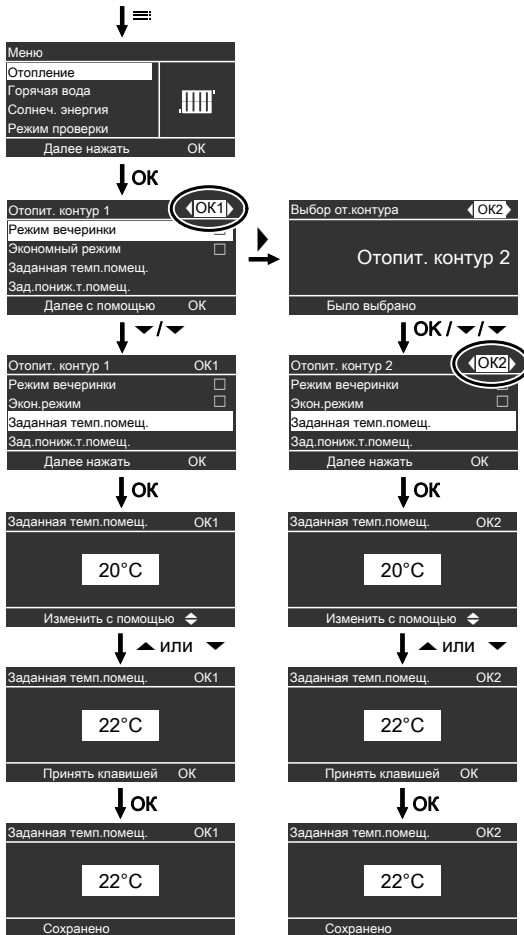 Меню
Отопление
Горячая вода
Солнеч. энергия
Режим проверки
Далее нажать OK
OK
Отопит. контур 1 OK1
Режим вечеринки
Экономный режим
Заданная темп.помещ.
Зад.пониж.т.помещ.
Далее с помощью OK
Выбор от.контура OK2
Отопит. контур 2
Было выбрано
/
OK / /
Отопит. контур 1 OK1
Режим вечеринки
Экон.режим
Заданная темп.помещ.
Зад.пониж.т.помещ.
Далее нажать OK
Отопит. контур 2 OK2
Режим вечеринки
Экон.режим
Заданная темп.помещ.
Зад.пониж.т.помещ.
Далее нажать OK
OK
OK
Заданная темп.помещ. OK1
20°C
Изменить с помощью
Заданная темп.помещ. OK2
20°C
Изменить с помощью
или
или
Заданная темп.помещ. OK1
22°C
Принять клавишей OK
Заданная темп.помещ. OK2
22°C
Принять клавишей OK
OK
OK
Заданная темп.помещ. OK1
22°C
Сохранено
Заданная темп.помещ. OK2
22°C
Сохранено